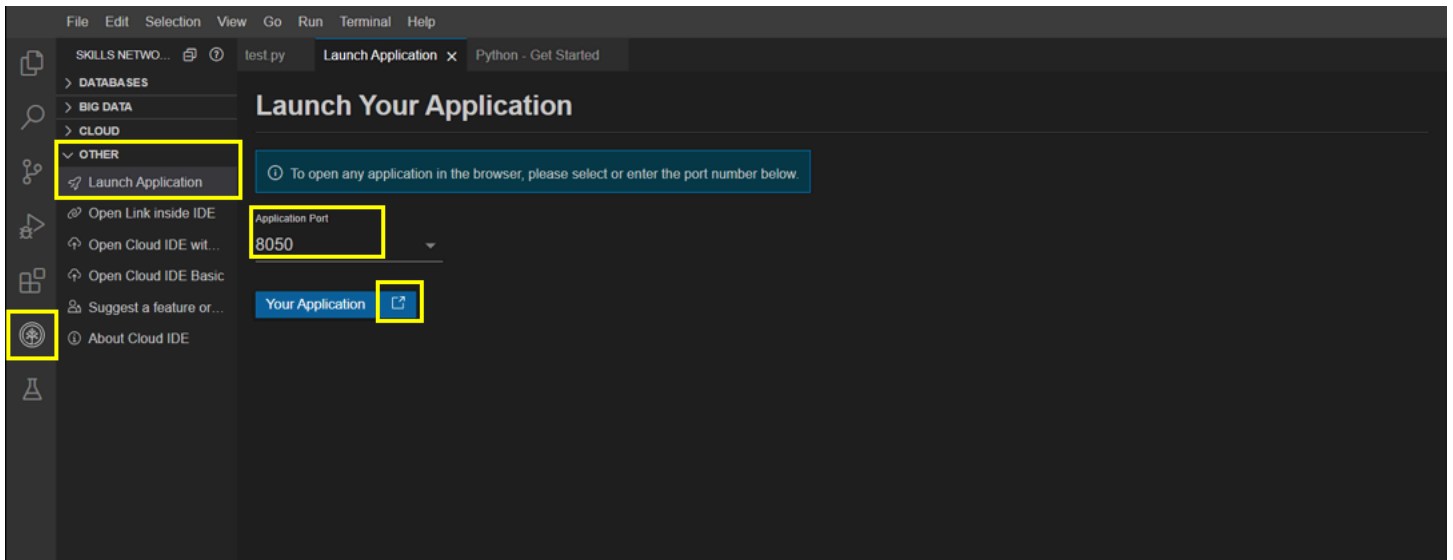 File Edit Selection View Go Run Terminal Help
SKILLS NETWO...
test.py Launch Application Python - Get Started
DATABASES
BIG DATA
CLOUD
OTHER
Launch Application
Open Link inside IDE
Open Cloud IDE wit...
Open Cloud IDE Basic
Suggest a feature or...
About Cloud IDE
Launch Your Application
To open any application in the browser, please select or enter the port number below.
Application Port
8050
Your Application